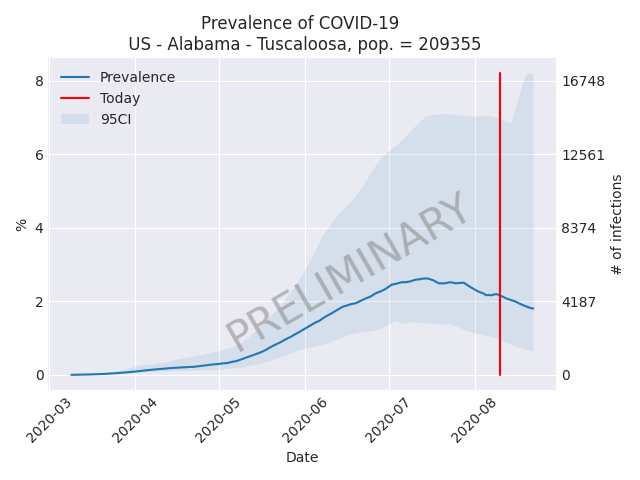 Prevalence of COVID-19
US - Alabama - Tuscaloosa, pop. = 209355
Prevalence
Today
95CI
8
6
4
2
0
%
16748
12561
8374
4187
0
# of infections
PRELIMINARY
2020-03
2020-04
2020-05
2020-06
2020-07
2020-08
Date